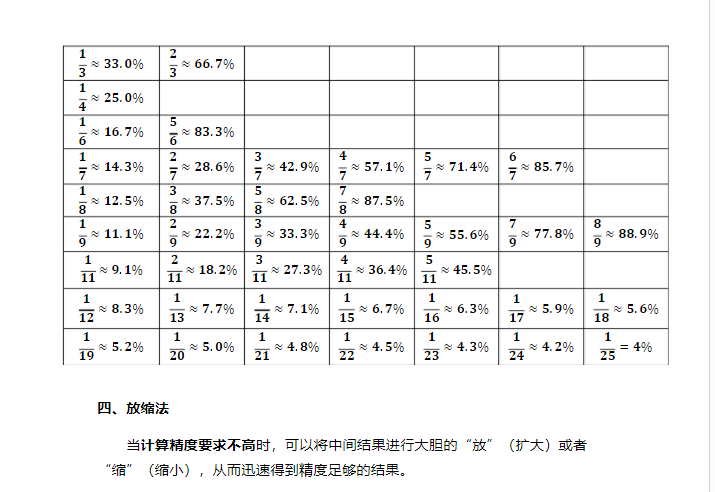 1/3 ≈ 33.0% 2/3 ≈ 66.7%
1/4 ≈ 25.0%
1/6 ≈ 16.7% 5/6 ≈ 83.3%
1/7 ≈ 14.3% 2/7 ≈ 28.6% 3/7 ≈ 42.9% 4/7 ≈ 57.1% 5/7 ≈ 71.4% 6/7 ≈ 85.7%
1/8 ≈ 12.5% 3/8 ≈ 37.5% 5/8 ≈ 62.5% 7/8 ≈ 87.5%
1/9 ≈ 11.1% 2/9 ≈ 22.2% 3/9 ≈ 33.3% 4/9 ≈ 44.4% 5/9 ≈ 55.6% 7/9 ≈ 77.8% 8/9 ≈ 88.9%
1/11 ≈ 9.1% 2/11 ≈ 18.2% 3/11 ≈ 27.3% 4/11 ≈ 36.4% 5/11 ≈ 45.5%
1/12 ≈ 8.3% 1/13 ≈ 7.7% 1/14 ≈ 7.1% 1/15 ≈ 6.7% 1/16 ≈ 6.3% 1/17 ≈ 5.9% 1/18 ≈ 5.6%
1/19 ≈ 5.2% 1/20 ≈ 5.0% 1/21 ≈ 4.8% 1/22 ≈ 4.5% 1/23 ≈ 4.3% 1/24 ≈ 4.2% 1/25 = 4%
四、放缩法
当计算精度要求不高时，可以将中间结果进行大胆的“放”（扩大）或者
“缩”（缩小），从而迅速得到精度足够的结果。